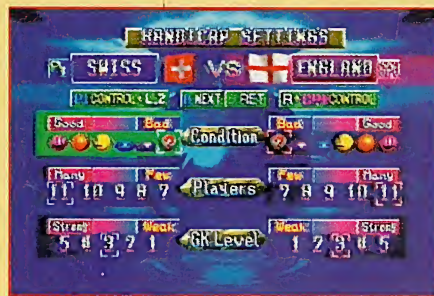 HANDICAP SETTINGS
SWISS VS ENGLAND
CONTROL L.2 NEXT RET R CONTROL
Good Bad Condition Bad Good
Many Few Few Many
11 10 9 8 7 Players 7 8 9 10 11
Strong Weak Weak Strong
5 4 3 2 1 GK Level 1 2 3 4 5